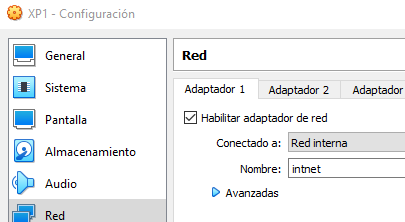 XP1 - Configuración
General
Sistema
Pantalla
Almacenamiento
Audio
Red
Red
Adaptador 1 Adaptador 2 Adaptador
Habilitar adaptador de red
Conectado a: Red interna
Nombre: intnet
Avanzadas